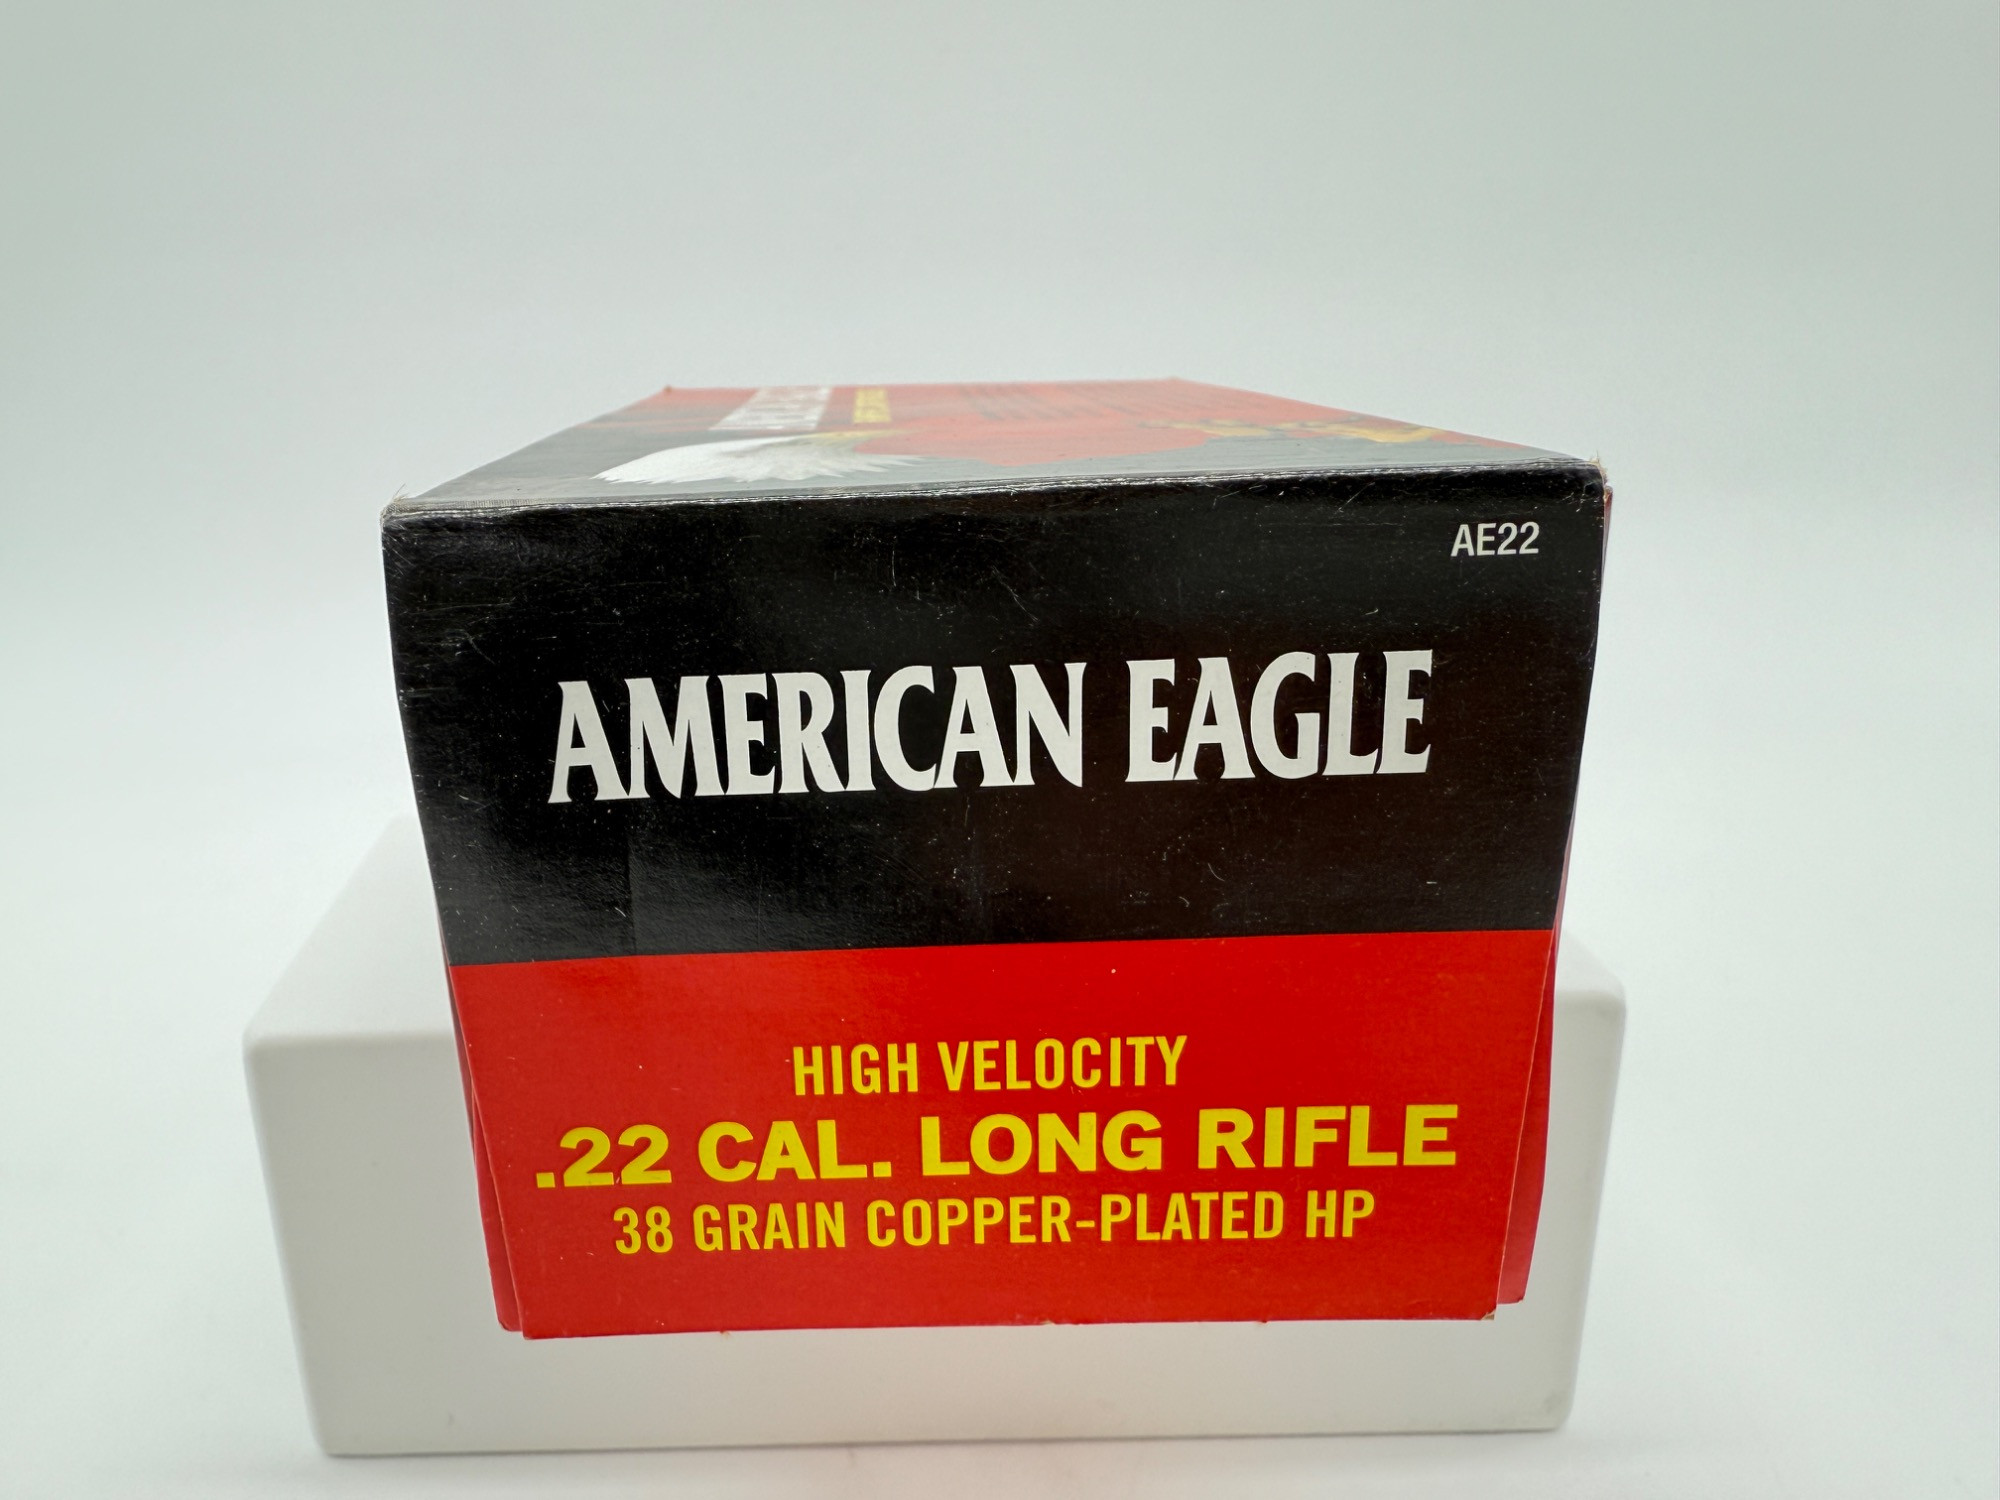 AE22
AMERICAN EAGLE
HIGH VELOCITY
.22 CAL. LONG RIFLE
38 GRAIN COPPER-PLATED HP